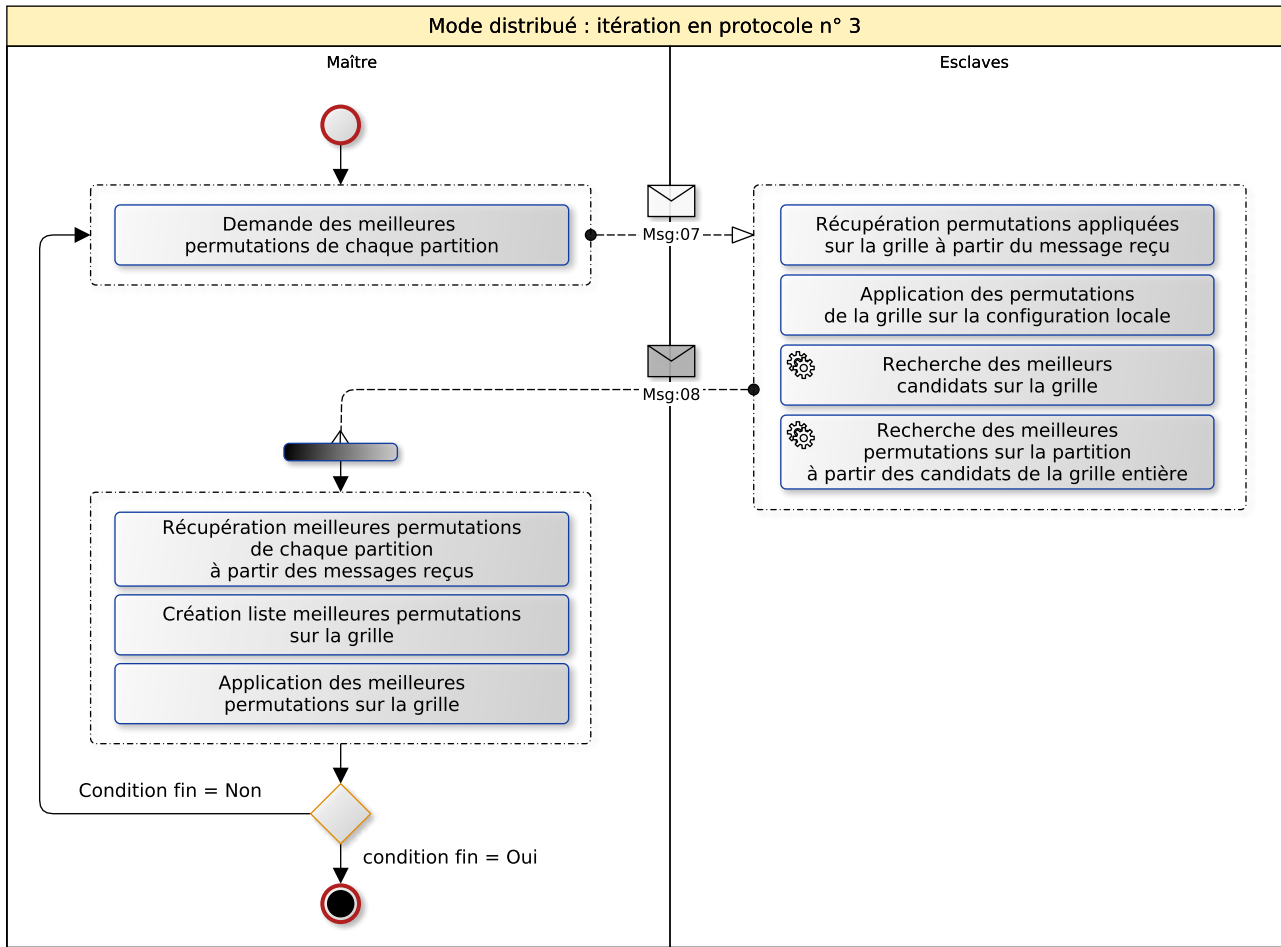 Mode distribué : itération en protocole n° 3
Maître
Esclaves
Demande des meilleures
permutations de chaque partition
Msg:07
Récupération permutations appliquées
sur la grille à partir du message reçu
Application des permutations
de la grille sur la configuration locale
Recherche des meilleurs
candidats sur la grille
Recherche des meilleures
permutations sur la partition
à partir des candidats de la grille entière
Msg:08
Récupération meilleures permutations
de chaque partition
à partir des messages reçus
Création liste meilleures permutations
sur la grille
Application des meilleures
permutations sur la grille
Condition fin = Non
condition fin = Oui